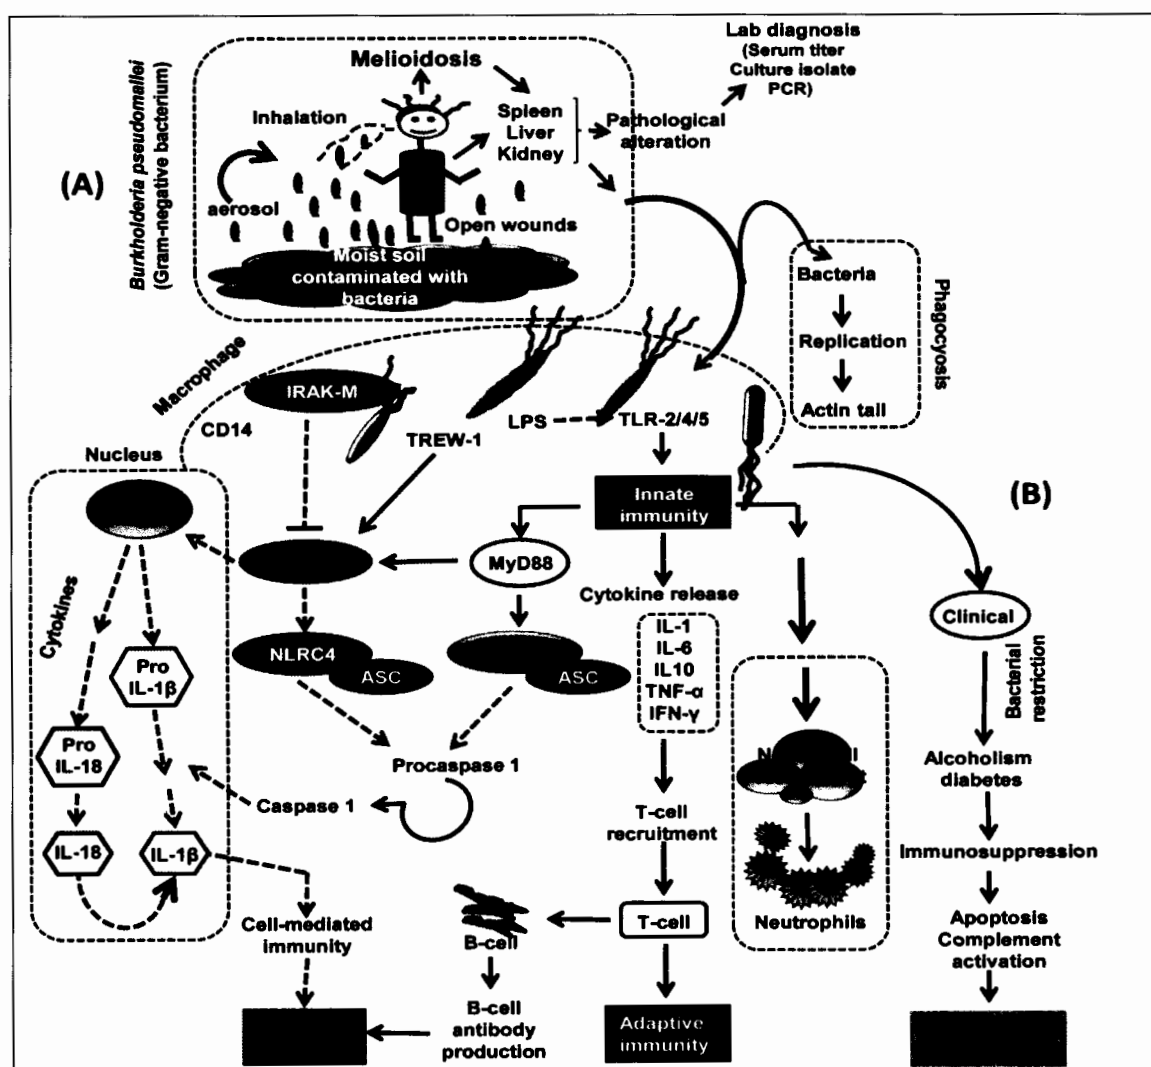 Lab diagnosis
(Serum titer
Culture isolate
PCR)
Melioidosis
Inhalation
Spleen
Liver
Kidney
Pathological
alteration
(A)
Burkholderia pseudomallei
(Gram-negative bacterium)
aerosol
Open wounds
Moist soil
contaminated with
bacteria
Bacteria
Replication
Actin tail
Phagocyosis
Macrophage
IRAK-M
CD14
TREW-1
LPS
TLR-2/4/5
Nucleus
Innate
immunity
(B)
MyD88
Cytokine release
Clinical
Cytokines
IL-1
IL-6
IL10
TNF-α
IFN-γ
Bacterial
restriction
NLRC4
ASC
ASC
Pro
IL-1β
Pro
IL-18
Procaspase 1
Caspase 1
Alcoholism
diabetes
T-cell
recruitment
IL-18
IL-1β
Immunosuppression
Neutrophils
Cell-mediated
immunity
B-cell
T-cell
Apoptosis
Complement
activation
B-cell
antibody
production
Adaptive
immunity